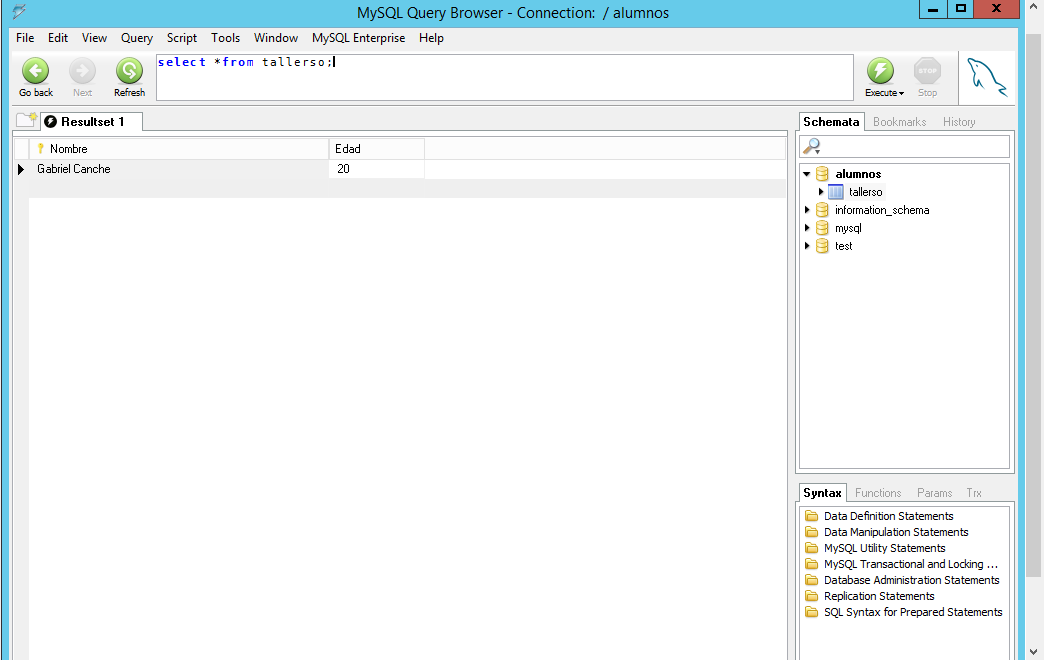 MySQL Query Browser - Connection: / alumnos
File Edit View Query Script Tools Window MySQL Enterprise Help
select *from tallerso;
Go back Next Refresh Execute STOP Stop
Resultset 1
Nombre Edad
Gabriel Canche 20
Schemata Bookmarks History
alumnos
tallerso
information_schema
mysql
test
Syntax Functions Params Trx
Data Definition Statements
Data Manipulation Statements
MySQL Utility Statements
MySQL Transactional and Locking ...
Database Administration Statements
Replication Statements
SQL Syntax for Prepared Statements